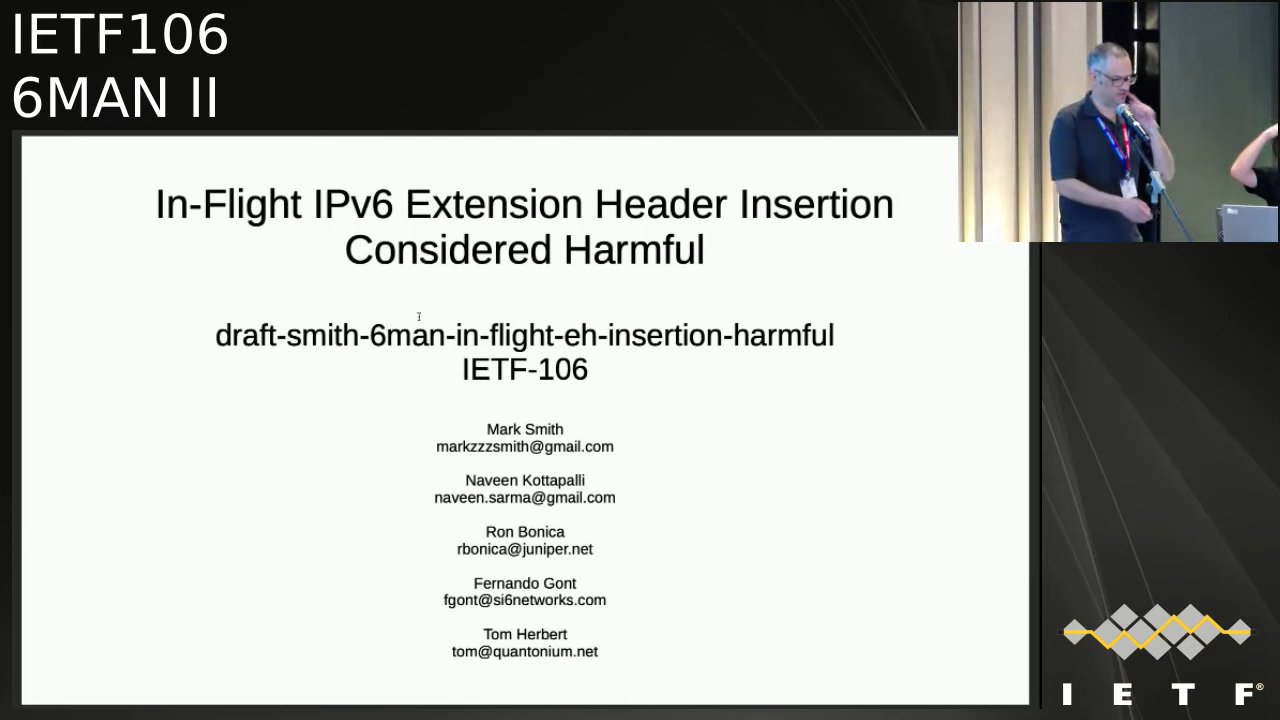 IETF106
6MAN II
In-Flight IPv6 Extension Header Insertion
Considered Harmful
draft-smith-6man-in-flight-eh-insertion-harmful
IETF-106
Mark Smith
markzzzsmith@gmail.com
Naveen Kottapalli
naveen.sarma@gmail.com
Ron Bonica
rbonica@juniper.net
Fernando Gont
fgont@si6networks.com
Tom Herbert
tom@quantonium.net
I E T F®